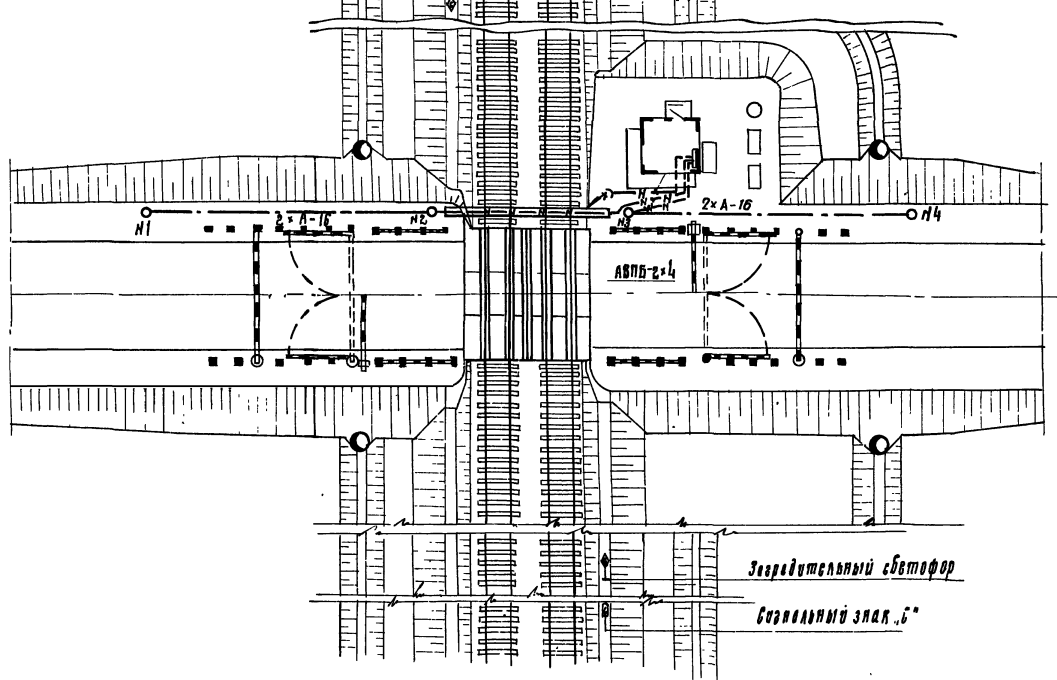 2×А-16
2×А-16
N1
N2
N3
N4
АВПБ-2×4
Заградительный светофор
Сигнальный знак „С"